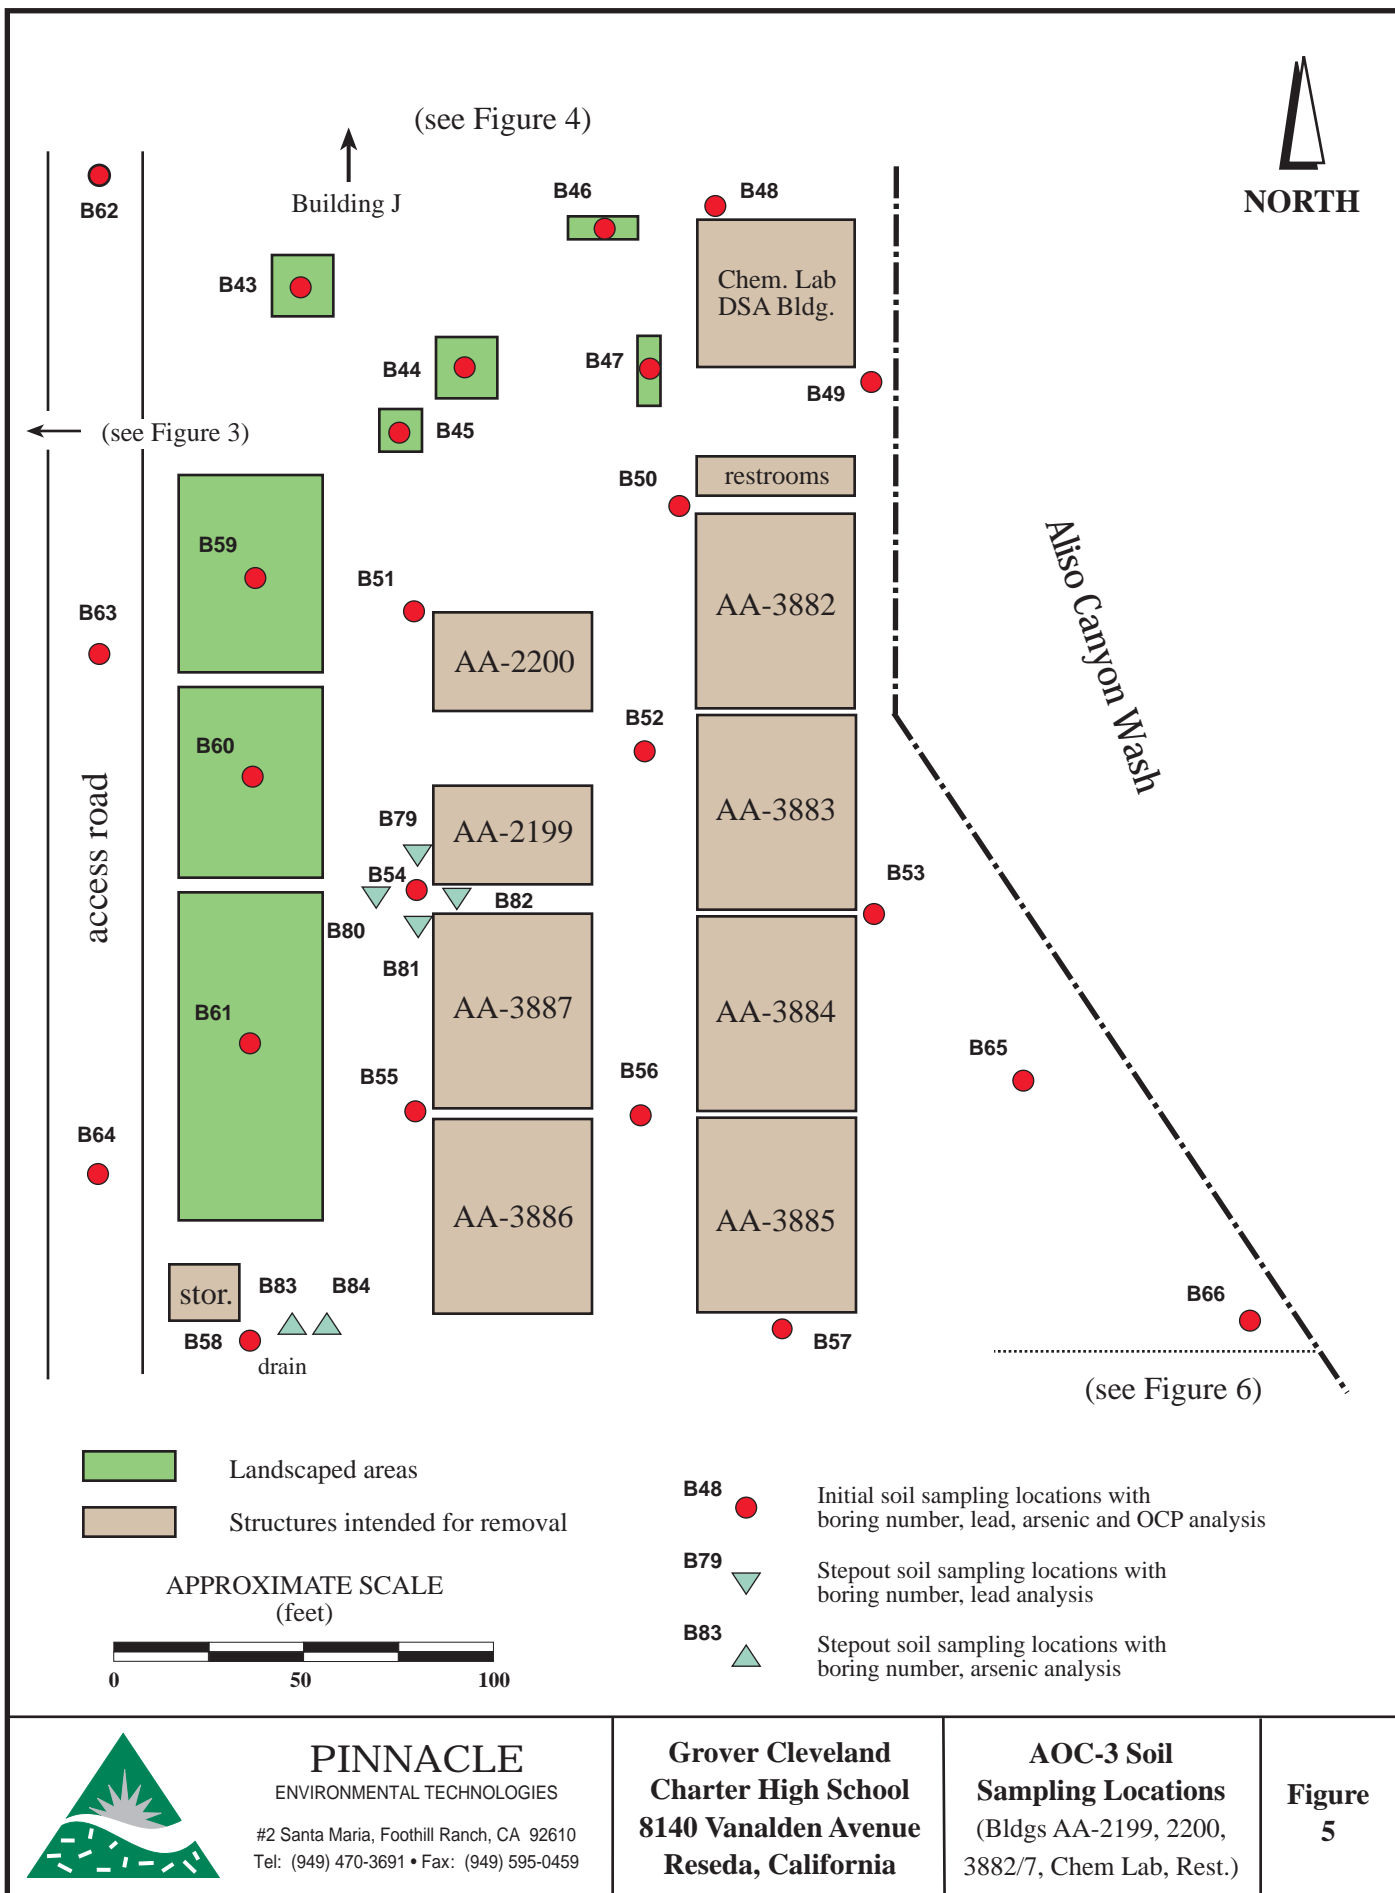 (see Figure 4)
NORTH
Building J
B62
B46
B48
B43
Chem. Lab
DSA Bldg.
B44
B47
B49
B45
(see Figure 3)
B50
restrooms
B59
B51
AA-3882
B63
AA-2200
Aliso Canyon Wash
B52
B60
AA-3883
B79
AA-2199
access road
B54
B53
B82
B80
B81
AA-3887
AA-3884
B61
B65
B55
B56
B64
AA-3886
AA-3885
B83
B84
stor.
B66
B58
B57
drain
(see Figure 6)
Landscaped areas
Structures intended for removal
APPROXIMATE SCALE
(feet)
0 50 100
B48
Initial soil sampling locations with
boring number, lead, arsenic and OCP analysis
B79
Stepout soil sampling locations with
boring number, lead analysis
B83
Stepout soil sampling locations with
boring number, arsenic analysis
PINNACLE
ENVIRONMENTAL TECHNOLOGIES
#2 Santa Maria, Foothill Ranch, CA 92610
Tel: (949) 470-3691 • Fax: (949) 595-0459
Grover Cleveland
Charter High School
8140 Vanalden Avenue
Reseda, California
AOC-3 Soil
Sampling Locations
(Bldgs AA-2199, 2200,
3882/7, Chem Lab, Rest.)
Figure
5